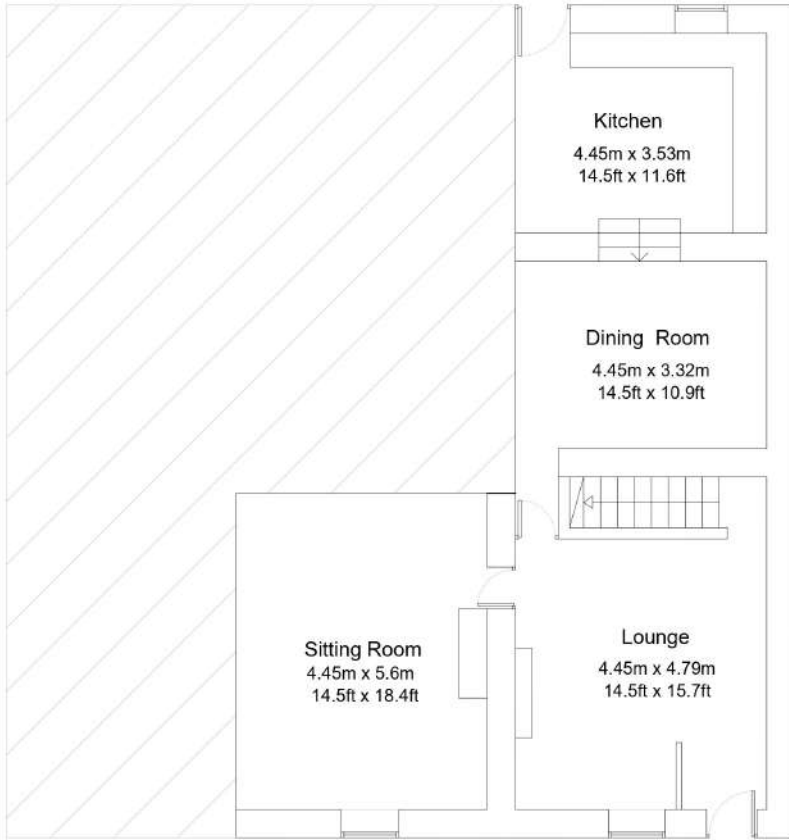 Kitchen
4.45m x 3.53m
14.5ft x 11.6ft
Dining Room
4.45m x 3.32m
14.5ft x 10.9ft
Sitting Room
4.45m x 5.6m
14.5ft x 18.4ft
Lounge
4.45m x 4.79m
14.5ft x 15.7ft